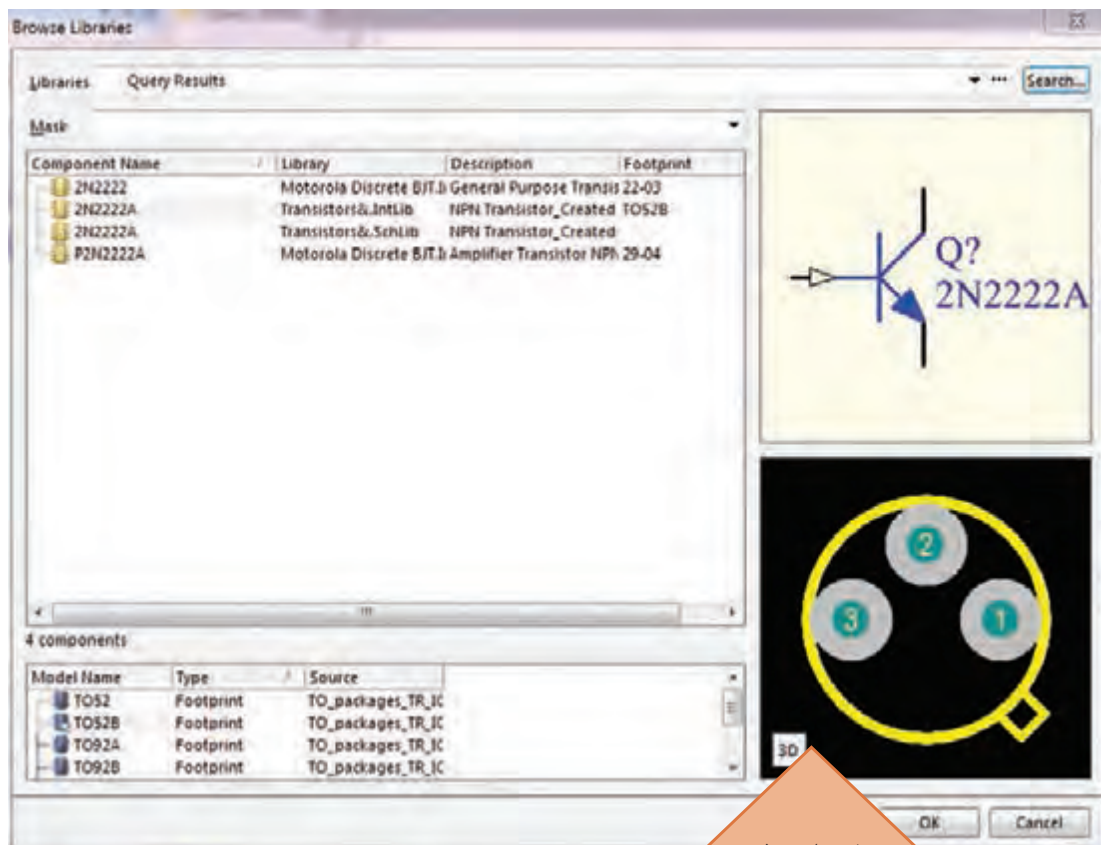 Browse Libraries
Libraries Query Results ... Search...
Mask
Component Name / Library Description Footprint
2N2222 Motorola Discrete BJT.I General Purpose Transis 22-03
2N2222A Transistors&.IntLib NPN Transistor_Created TO52B
2N2222A Transistors&.SchLib NPN Transistor_Created
P2N2222A Motorola Discrete BJT.I Amplifier Transistor NPN 29-04
Q?
2N2222A
4 components
Model Name Type / Source
TO52 Footprint TO_packages_TR_IC
TO52B Footprint TO_packages_TR_IC
TO92A Footprint TO_packages_TR_IC
TO92B Footprint TO_packages_TR_IC
2
3 1
3D
OK Cancel